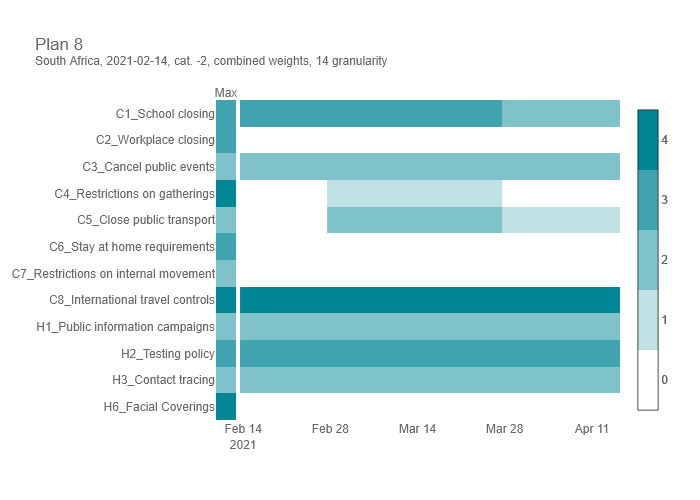 Plan 8
South Africa, 2021-02-14, cat. -2, combined weights, 14 granularity
Max
C1_School closing
C2_Workplace closing
C3_Cancel public events
C4_Restrictions on gatherings
C5_Close public transport
C6_Stay at home requirements
C7_Restrictions on internal movement
C8_International travel controls
H1_Public information campaigns
H2_Testing policy
H3_Contact tracing
H6_Facial Coverings
Feb 14 Feb 28 Mar 14 Mar 28 Apr 11
2021
4
3
2
1
0